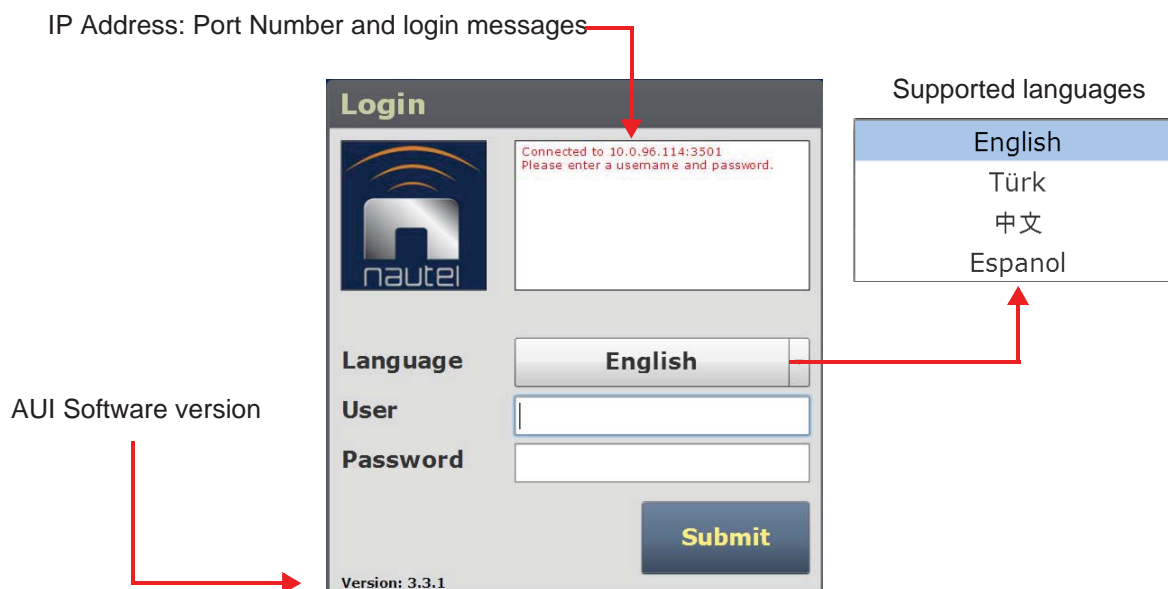 IP Address: Port Number and login messages
Login
Supported languages
Connected to 10.0.96.114:3501
Please enter a username and password.
nautel
English
Türk
中文
Espanol
Language
English
AUI Software version
User
Password
Submit
Version: 3.3.1